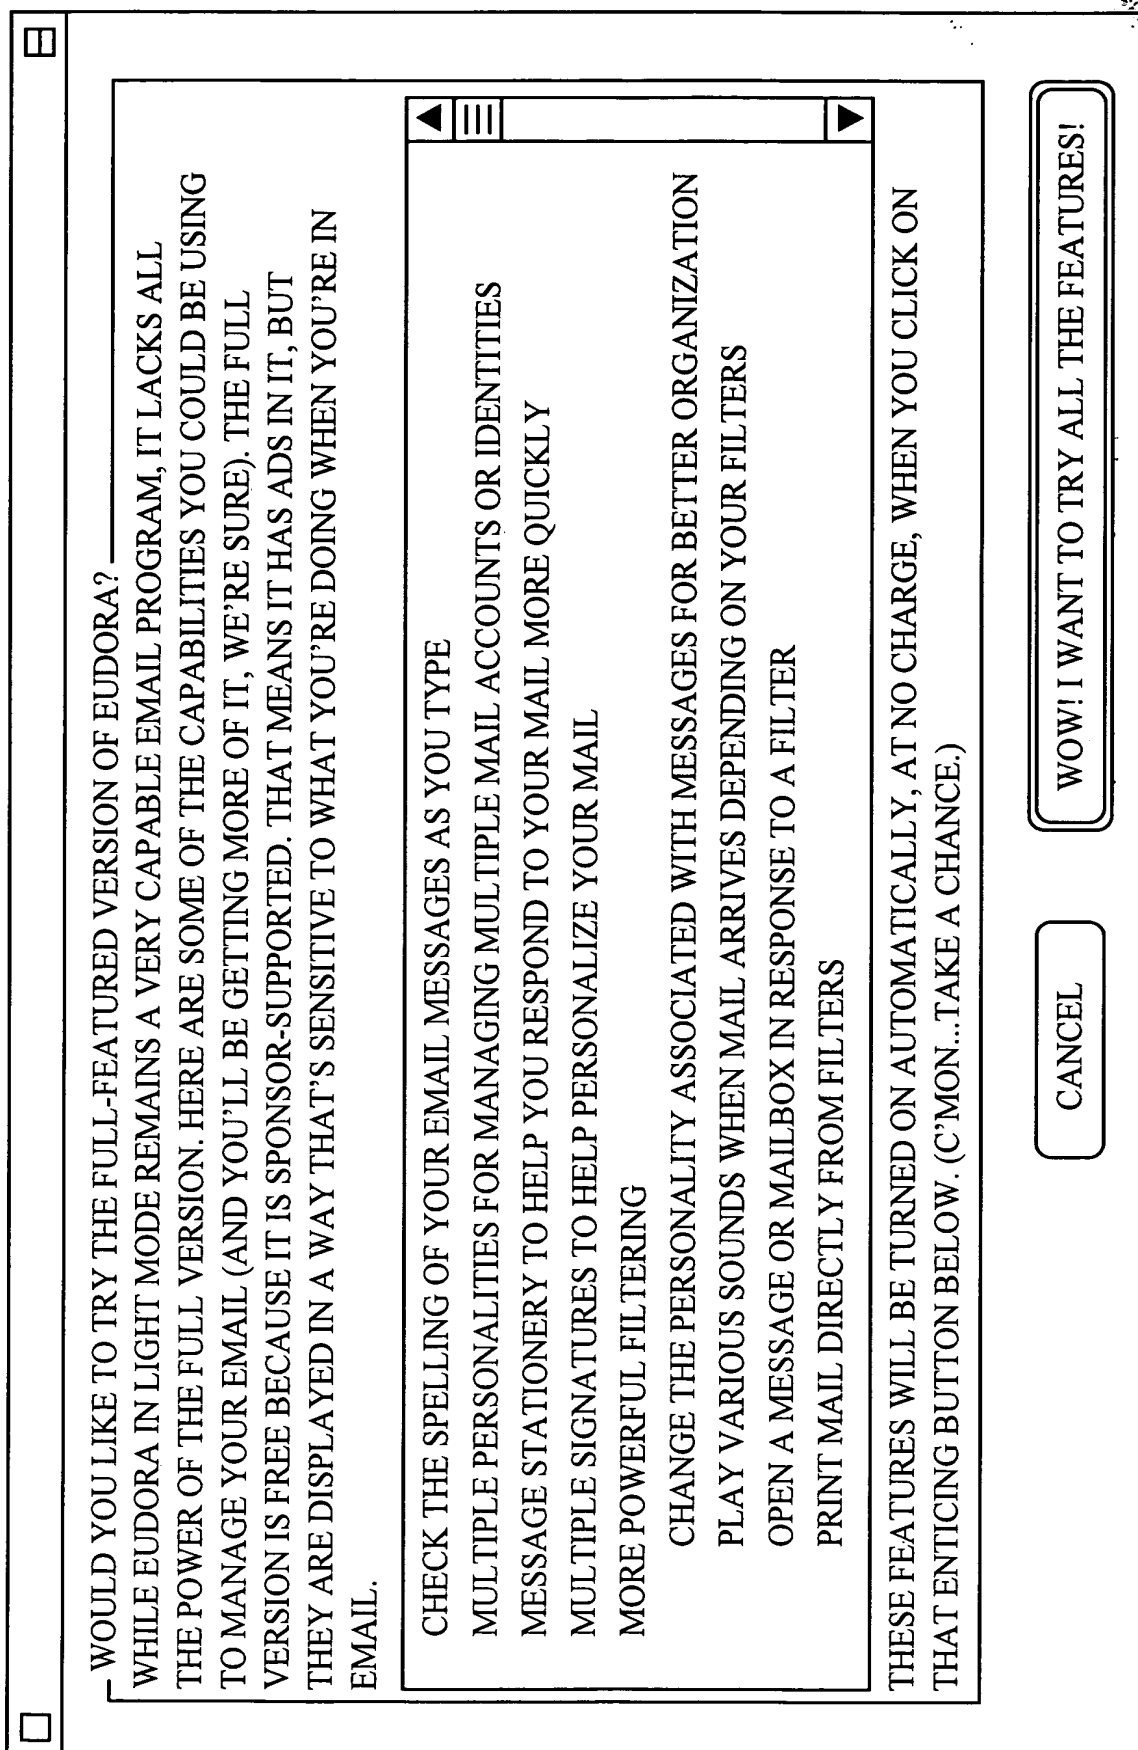 WOULD YOU LIKE TO TRY THE FULL-FEATURED VERSION OF EUDORA?
WHILE EUDORA IN LIGHT MODE REMAINS A VERY CAPABLE EMAIL PROGRAM, IT LACKS ALL
THE POWER OF THE FULL VERSION. HERE ARE SOME OF THE CAPABILITIES YOU COULD BE USING
TO MANAGE YOUR EMAIL (AND YOU'LL BE GETTING MORE OF IT, WE'RE SURE). THE FULL
VERSION IS FREE BECAUSE IT IS SPONSOR-SUPPORTED. THAT MEANS IT HAS ADS IN IT, BUT
THEY ARE DISPLAYED IN A WAY THAT'S SENSITIVE TO WHAT YOU'RE DOING WHEN YOU'RE IN
EMAIL.
CHECK THE SPELLING OF YOUR EMAIL MESSAGES AS YOU TYPE
MULTIPLE PERSONALITIES FOR MANAGING MULTIPLE MAIL ACCOUNTS OR IDENTITIES
MESSAGE STATIONERY TO HELP YOU RESPOND TO YOUR MAIL MORE QUICKLY
MULTIPLE SIGNATURES TO HELP PERSONALIZE YOUR MAIL
MORE POWERFUL FILTERING
CHANGE THE PERSONALITY ASSOCIATED WITH MESSAGES FOR BETTER ORGANIZATION
PLAY VARIOUS SOUNDS WHEN MAIL ARRIVES DEPENDING ON YOUR FILTERS
OPEN A MESSAGE OR MAILBOX IN RESPONSE TO A FILTER
PRINT MAIL DIRECTLY FROM FILTERS
THESE FEATURES WILL BE TURNED ON AUTOMATICALLY, AT NO CHARGE, WHEN YOU CLICK ON
THAT ENTICING BUTTON BELOW. (C'MON...TAKE A CHANCE.)
CANCEL
WOW! I WANT TO TRY ALL THE FEATURES!